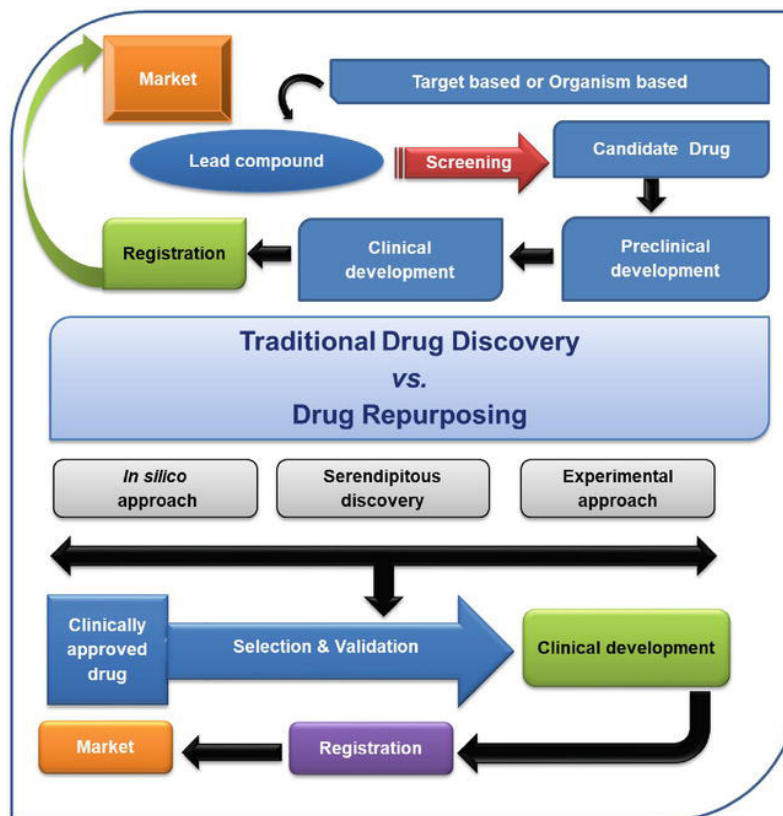 Market
Target based or Organism based
Lead compound
Screening
Candidate Drug
Registration
Clinical
development
Preclinical
development
Traditional Drug Discovery
vs.
Drug Repurposing
In silico
approach
Serendipitous
discovery
Experimental
approach
Clinically
approved
drug
Selection & Validation
Clinical development
Market
Registration